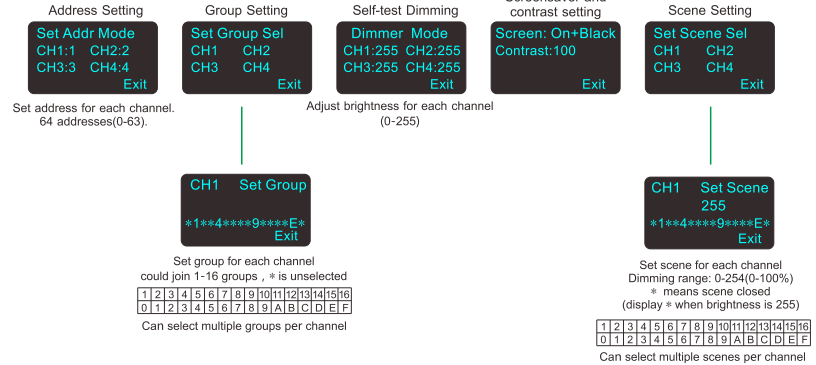 Address Setting
Set Addr Mode
CH1:1 CH2:2
CH3:3 CH4:4
Exit
Set address for each channel.
64 addresses(0-63).
Group Setting
Set Group Sel
CH1 CH2
CH3 CH4
Exit
CH1 Set Group
*1**4****9****E*
Exit
Set group for each channel
could join 1-16 groups , * is unselected
1 2 3 4 5 6 7 8 9 10 11 12 13 14 15 16
0 1 2 3 4 5 6 7 8 9 A B C D E F
Can select multiple groups per channel
Self-test Dimming
Dimmer Mode
CH1:255 CH2:255
CH3:255 CH4:255
Exit
Adjust brightness for each channel
(0-255)
Screensaver and
contrast setting
Screen: On+Black
Contrast:100
Exit
Scene Setting
Set Scene Sel
CH1 CH2
CH3 CH4
Exit
CH1 Set Scene
255
*1**4****9****E*
Exit
Set scene for each channel
Dimming range: 0-254(0-100%)
* means scene closed
(display * when brightness is 255)
1 2 3 4 5 6 7 8 9 10 11 12 13 14 15 16
0 1 2 3 4 5 6 7 8 9 A B C D E F
Can select multiple scenes per channel